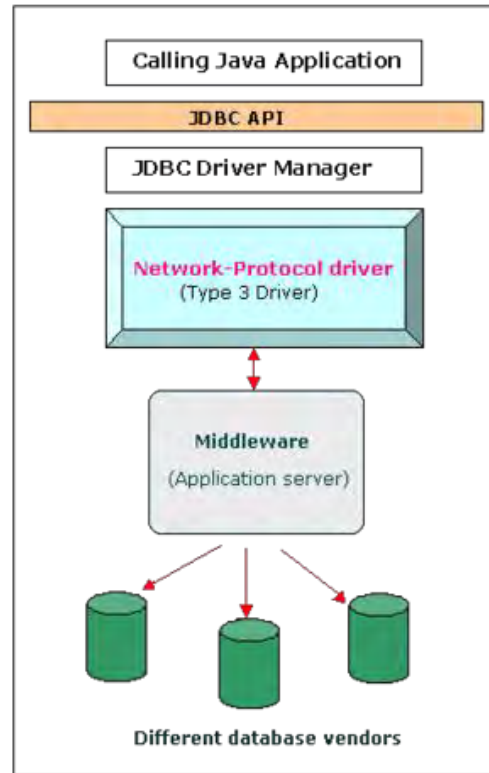 Calling Java Application
JDBC API
JDBC Driver Manager
Network-Protocol driver
(Type 3 Driver)
Middleware
(Application server)
Different database vendors